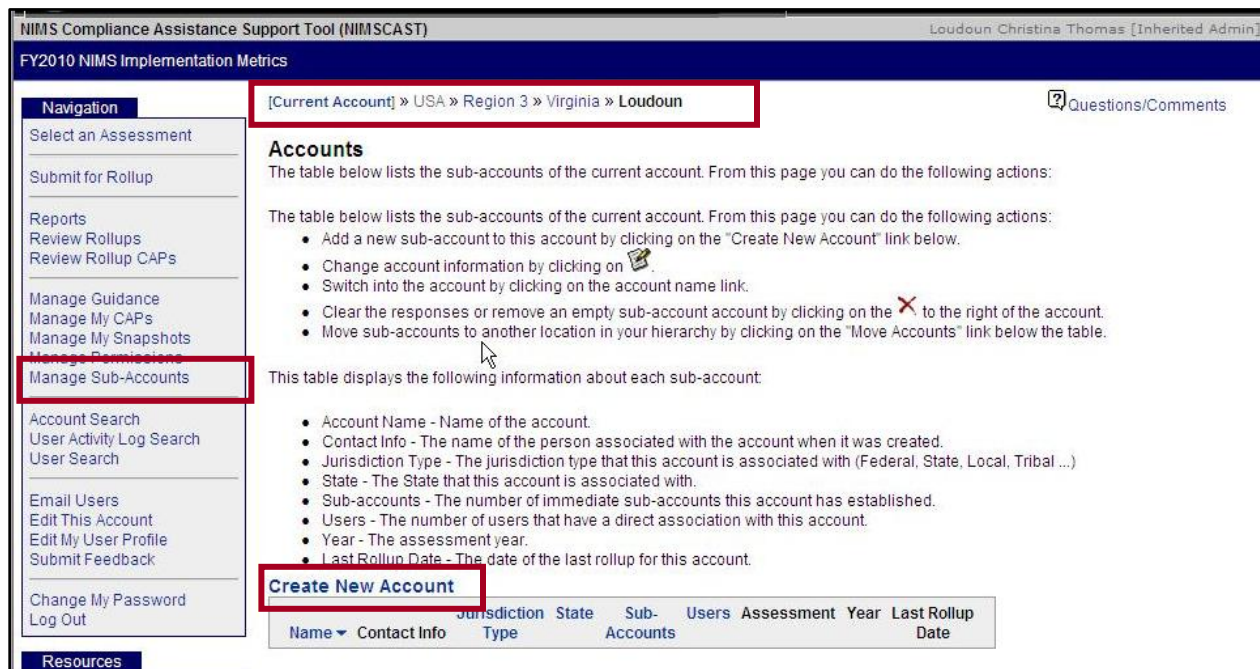 NIMS Compliance Assistance Support Tool (NIMSCAST)
Loudoun Christina Thomas [Inherited Admin]
FY2010 NIMS Implementation Metrics
Navigation
Select an Assessment
Submit for Rollup
Reports
Review Rollups
Review Rollup CAPs
Manage Guidance
Manage My CAPs
Manage My Snapshots
Manage Permissions
Manage Sub-Accounts
Account Search
User Activity Log Search
User Search
Email Users
Edit This Account
Edit My User Profile
Submit Feedback
Change My Password
Log Out
Resources
[Current Account] » USA » Region 3 » Virginia » Loudoun
Questions/Comments
Accounts
The table below lists the sub-accounts of the current account. From this page you can do the following actions:
The table below lists the sub-accounts of the current account. From this page you can do the following actions:
• Add a new sub-account to this account by clicking on the "Create New Account" link below.
• Change account information by clicking on .
• Switch into the account by clicking on the account name link.
• Clear the responses or remove an empty sub-account account by clicking on the X to the right of the account.
• Move sub-accounts to another location in your hierarchy by clicking on the "Move Accounts" link below the table.
This table displays the following information about each sub-account:
• Account Name - Name of the account.
• Contact Info - The name of the person associated with the account when it was created.
• Jurisdiction Type - The jurisdiction type that this account is associated with (Federal, State, Local, Tribal ...)
• State - The State that this account is associated with.
• Sub-accounts - The number of immediate sub-accounts this account has established.
• Users - The number of users that have a direct association with this account.
• Year - The assessment year.
• Last Rollup Date - The date of the last rollup for this account.
Create New Account
Name Contact Info Jurisdiction Type State Sub-Accounts Users Assessment Year Last Rollup Date